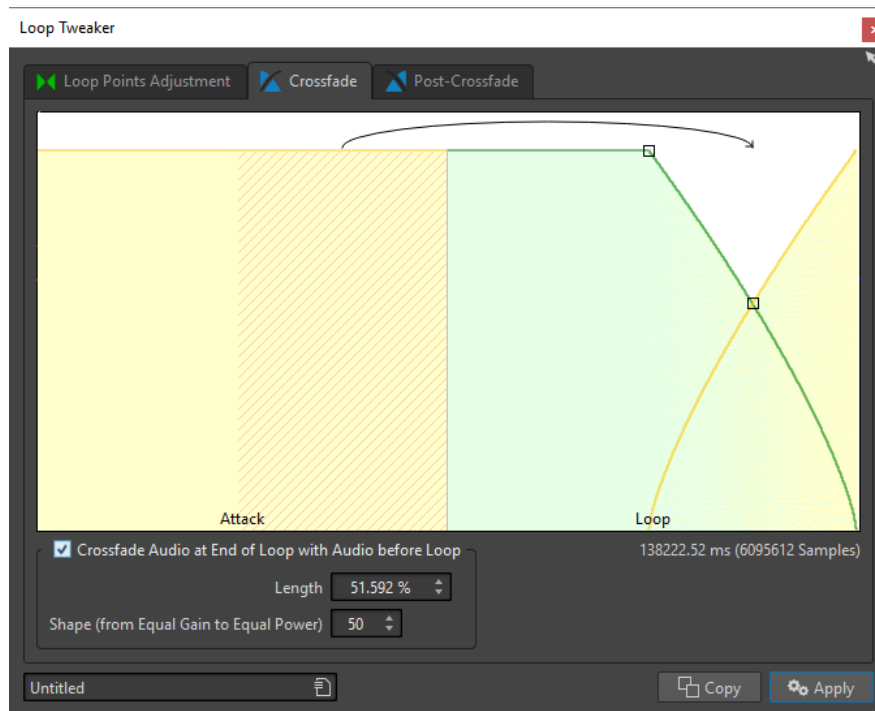 Loop Tweaker
Loop Points Adjustment
Crossfade
Post-Crossfade
Attack
Loop
Crossfade Audio at End of Loop with Audio before Loop
138222.52 ms (6095612 Samples)
Length 51.592 %
Shape (from Equal Gain to Equal Power) 50
Untitled
Copy
Apply